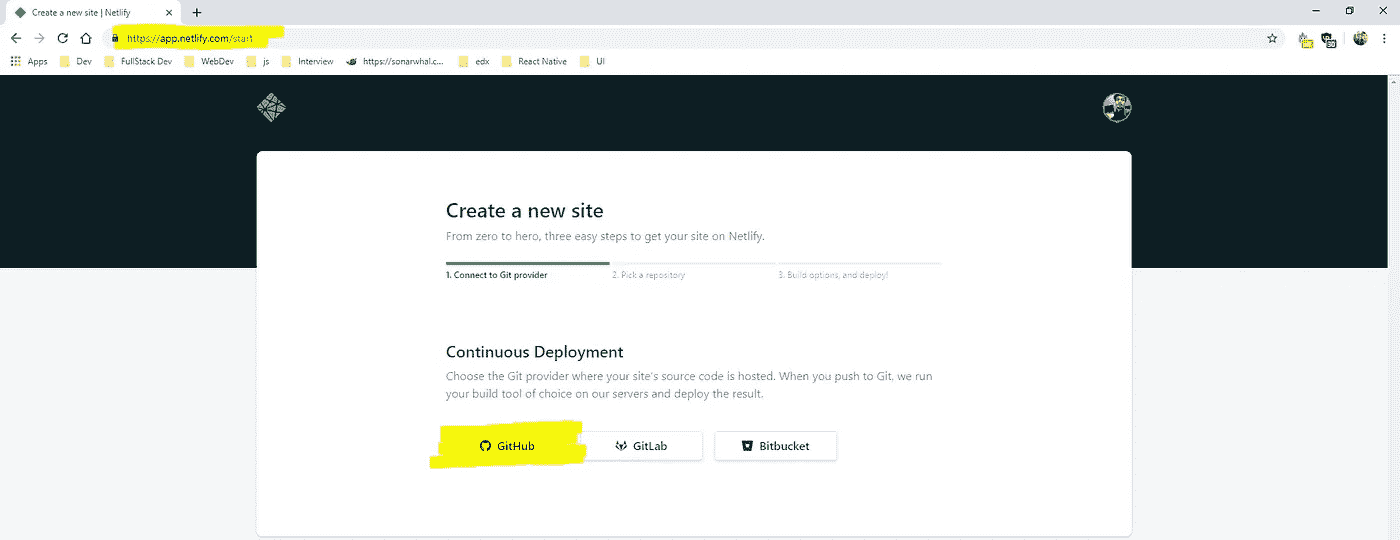 Create a new site | Netlify
https://app.netlify.com/start
Apps Dev FullStack Dev WebDev js Interview https://sonarwhal.c... edx React Native UI
Create a new site
From zero to hero, three easy steps to get your site on Netlify.
1. Connect to Git provider 2. Pick a repository 3. Build options, and deploy!
Continuous Deployment
Choose the Git provider where your site's source code is hosted. When you push to Git, we run
your build tool of choice on our servers and deploy the result.
GitHub GitLab Bitbucket